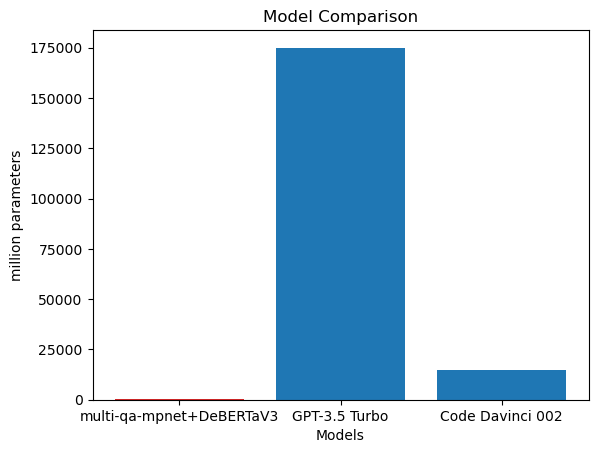 Model Comparison
million parameters
175000
150000
125000
100000
75000
50000
25000
0
multi-qa-mpnet+DeBERTaV3 GPT-3.5 Turbo Code Davinci 002
Models